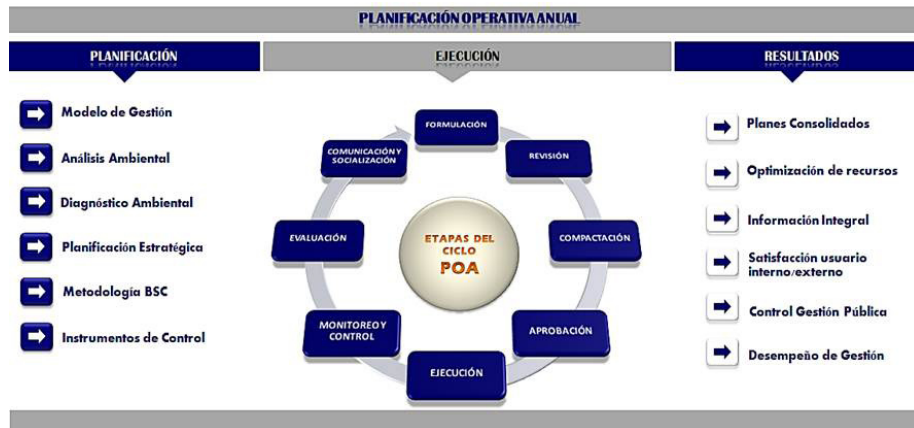 PLANIFICACIÓN OPERATIVA ANUAL
PLANIFICACIÓN
EJECUCIÓN
RESULTADOS
Modelo de Gestión
Análisis Ambiental
Diagnóstico Ambiental
Planificación Estratégica
Metodología BSC
Instrumentos de Control
FORMULACIÓN
REVISIÓN
COMPACTACIÓN
APROBACIÓN
EJECUCIÓN
MONITOREO Y
CONTROL
EVALUACIÓN
COMUNICACIÓN Y
SOCIALIZACIÓN
ETAPAS DEL
CICLO
POA
Planes Consolidados
Optimización de recursos
Información Integral
Satisfacción usuario
interno/externo
Control Gestión Pública
Desempeño de Gestión